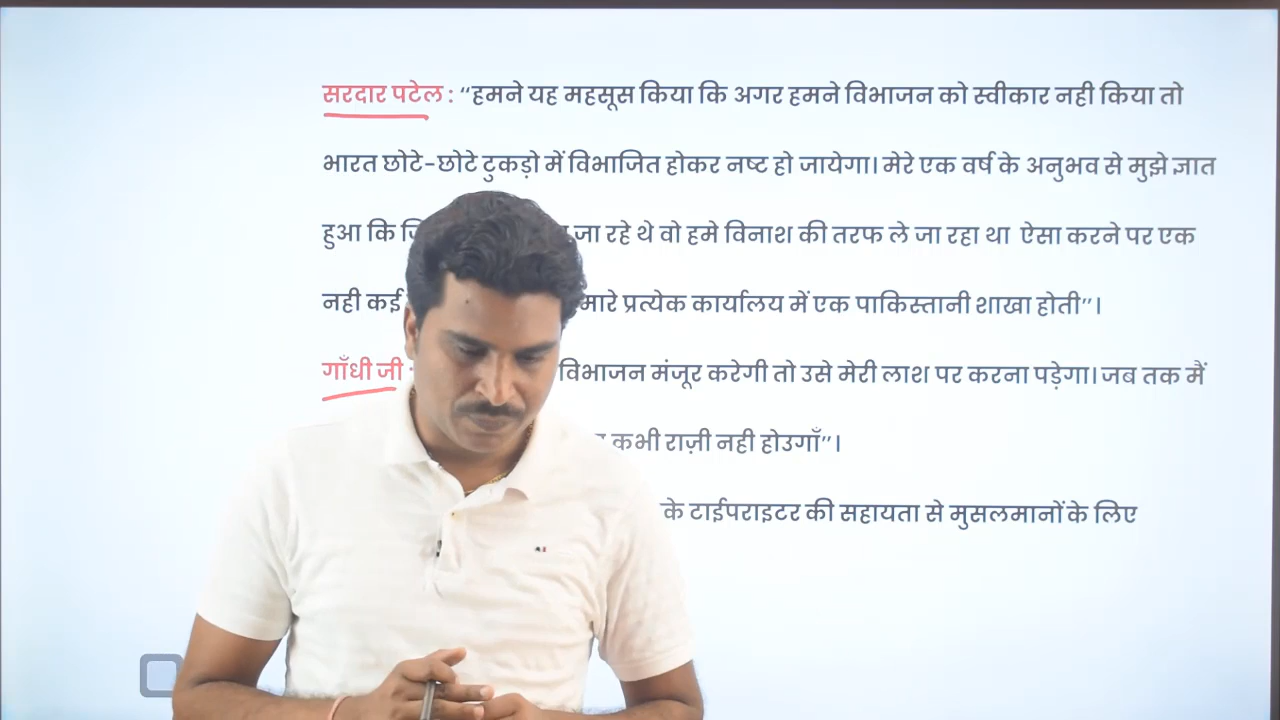 सरदार पटेल : “हमने यह महसूस किया कि अगर हमने विभाजन को स्वीकार नही किया तो
भारत छोटे-छोटे टुकड़ो में विभाजित होकर नष्ट हो जायेगा। मेरे एक वर्ष के अनुभव से मुझे ज्ञात
हुआ कि जा रहे थे वो हमे विनाश की तरफ ले जा रहा था ऐसा करने पर एक
नही कई प्रत्येक कार्यालय में एक पाकिस्तानी शाखा होती”।
गाँधी जी : विभाजन मंजूर करेगी तो उसे मेरी लाश पर करना पड़ेगा। जब तक मैं
कभी राज़ी नही होउगाँ”।
के टाईपराइटर की सहायता से मुसलमानों के लिए